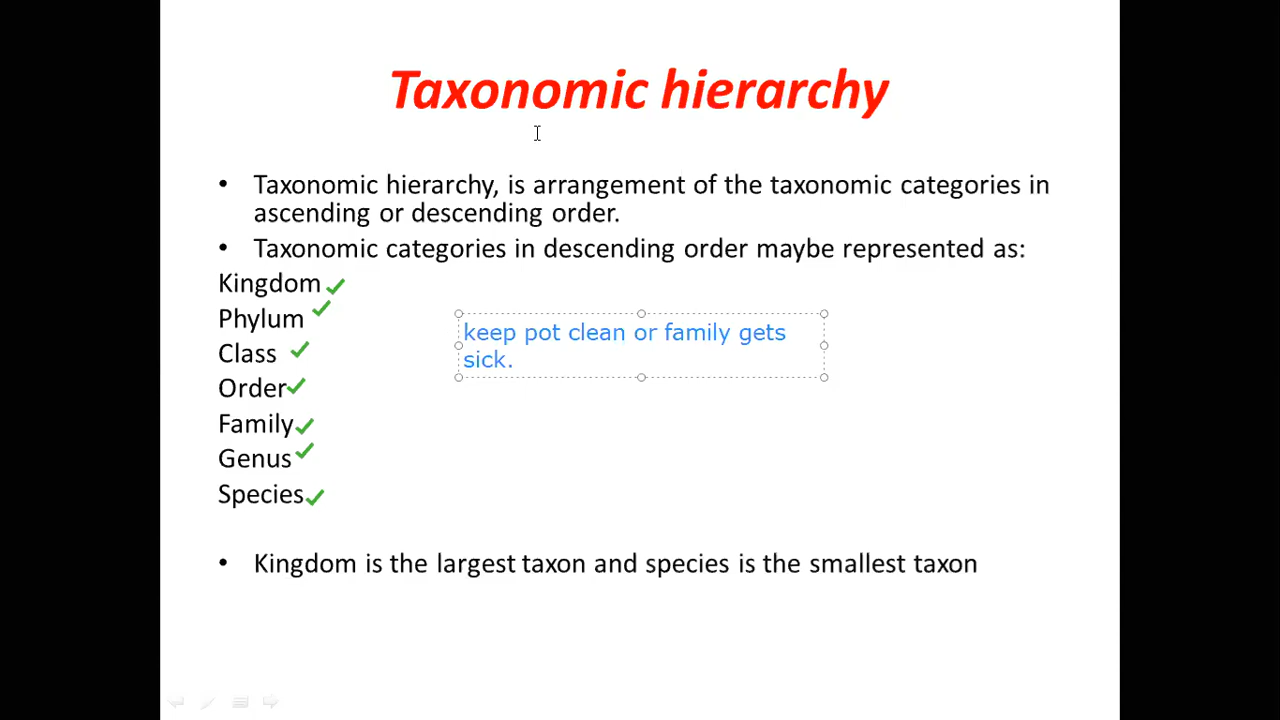 Taxonomic hierarchy
• Taxonomic hierarchy, is arrangement of the taxonomic categories in
ascending or descending order.
• Taxonomic categories in descending order maybe represented as:
Kingdom
Phylum
Class
Order
Family
Genus
Species
keep pot clean or family gets
sick.
• Kingdom is the largest taxon and species is the smallest taxon